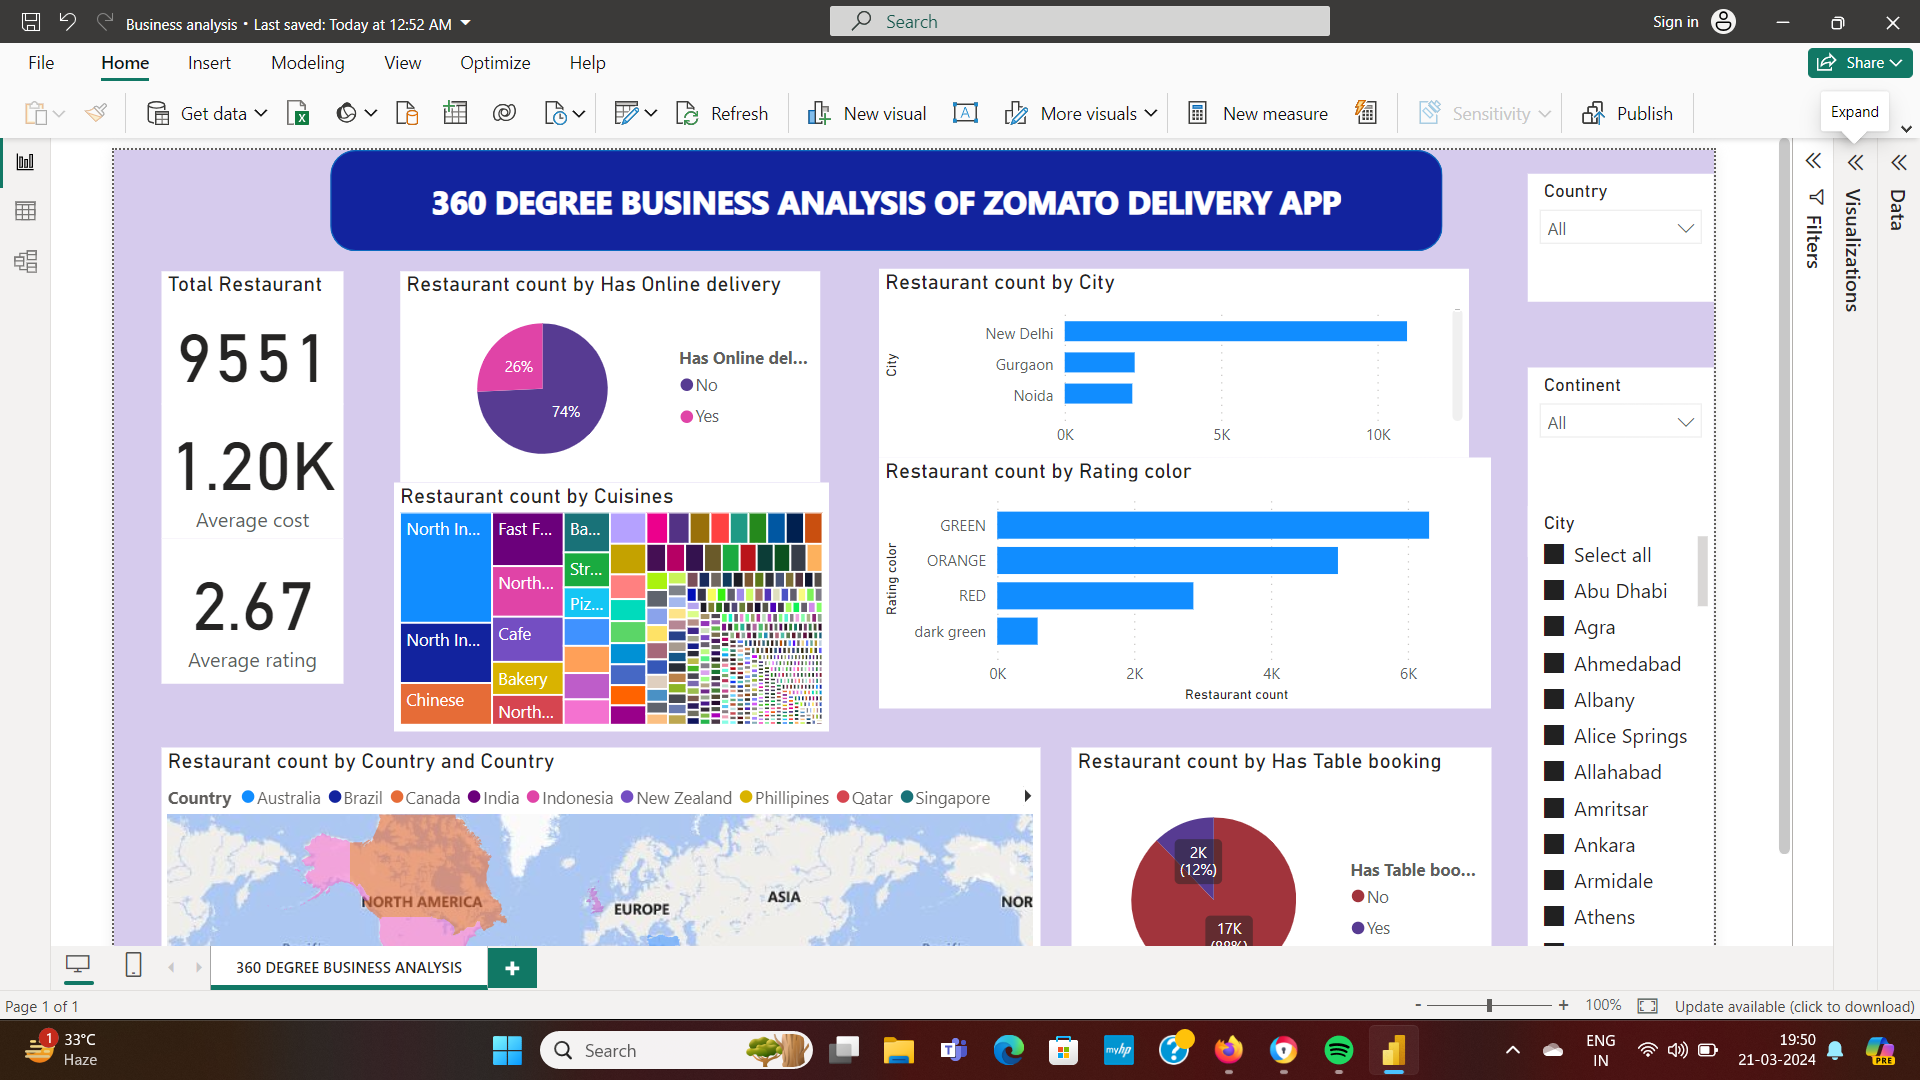 Business analysis • Last saved: Today at 12:52 AM
Search
Sign in
File
Home
Insert
Modeling
View
Optimize
Help
Share
Get data
Refresh
New visual
More visuals
New measure
Sensitivity
Publish
Expand
360 DEGREE BUSINESS ANALYSIS OF ZOMATO DELIVERY APP
Total Restaurant
9551
1.20K
Average cost
2.67
Average rating
Restaurant count by Has Online delivery
26%
74%
Has Online del...
No
Yes
Restaurant count by Cuisines
North In...
North In...
Chinese
Fast F...
North...
Cafe
Bakery
North...
Ba...
Str...
Piz...
Restaurant count by City
City
New Delhi
Gurgaon
Noida
0K
5K
10K
Restaurant count by Rating color
Rating color
GREEN
ORANGE
RED
dark green
0K
2K
4K
6K
Restaurant count
Restaurant count by Country and Country
Country Australia Brazil Canada India Indonesia New Zealand Phillipines Qatar Singapore
NORTH AMERICA
EUROPE
ASIA
NOR
Restaurant count by Has Table booking
2K
(12%)
17K
(88%)
Has Table boo...
No
Yes
Country
All
Continent
All
City
Select all
Abu Dhabi
Agra
Ahmedabad
Albany
Alice Springs
Allahabad
Amritsar
Ankara
Armidale
Athens
Filters
Visualizations
Data
360 DEGREE BUSINESS ANALYSIS
Page 1 of 1
- + 100%
Update available (click to download)
1
33°C
Haze
Search
myhp
ENG
IN
19:50
21-03-2024
PRE